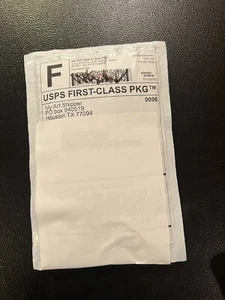 F
USPS FIRST-CLASS PKG™
My Art Shipper
0006
PO box 940519
Houston TX 77094